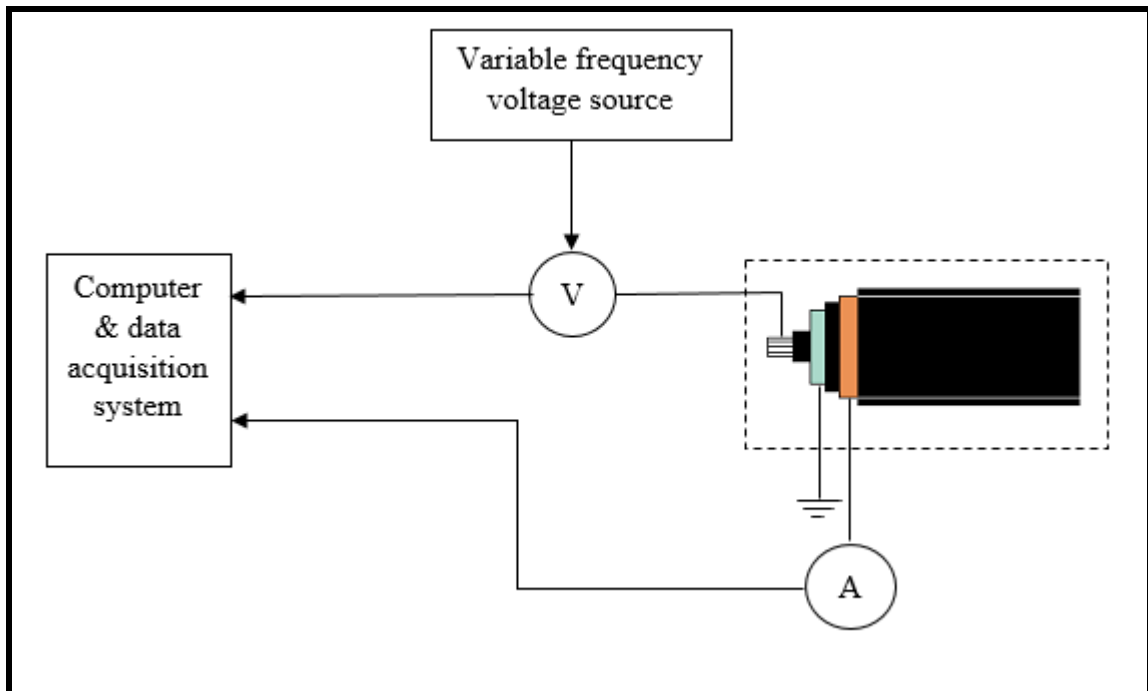 Variable frequency
voltage source
Computer
& data
acquisition
system
V
A